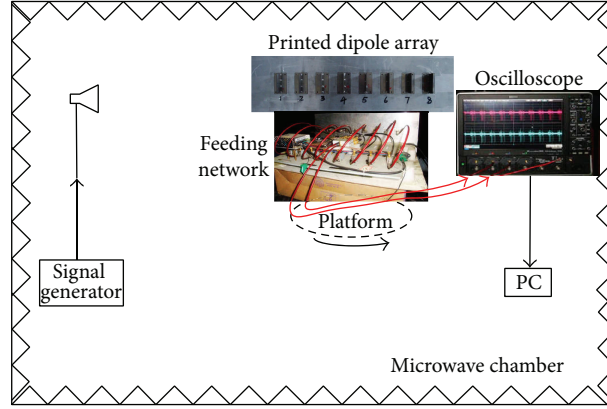 Printed dipole array
1 2 3 4 5 6 7 8
Oscilloscope
Feeding
network
Platform
Signal
generator
PC
Microwave chamber